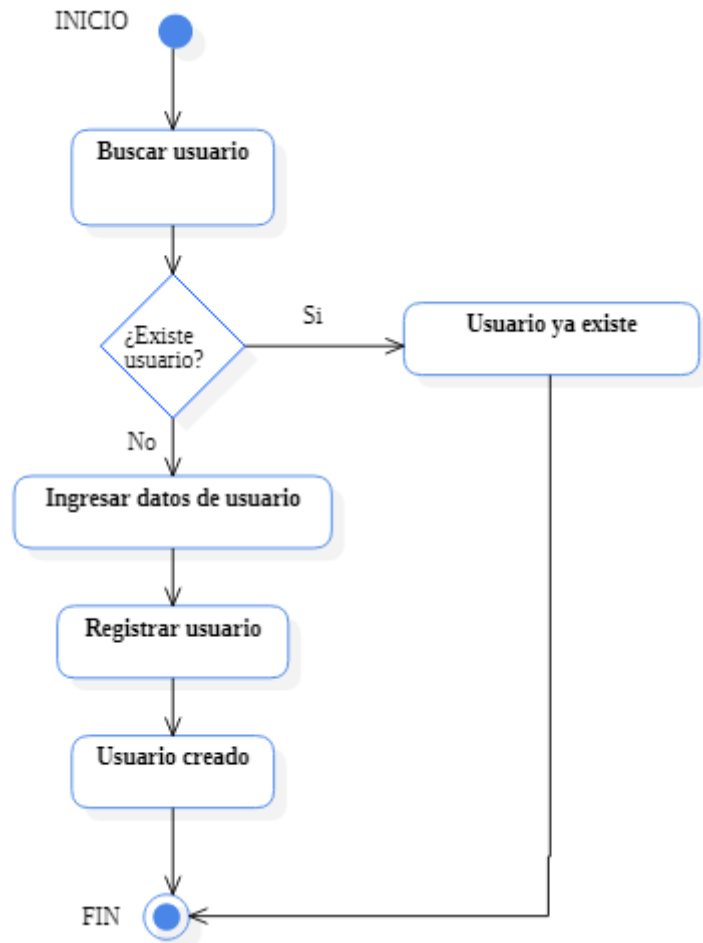 INICIO
Buscar usuario
¿Existe
usuario?
Si
Usuario ya existe
No
Ingresar datos de usuario
Registrar usuario
Usuario creado
FIN